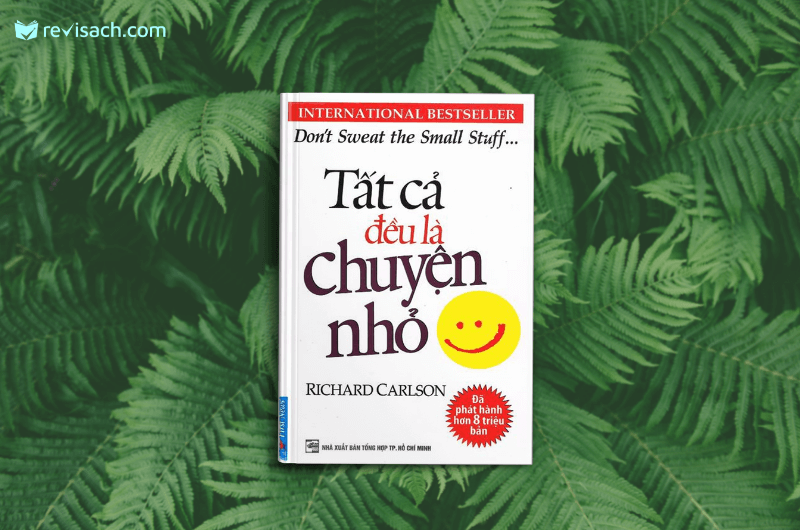 revisach.com
INTERNATIONAL BESTSELLER
Don't Sweat the Small Stuff...
Tất cả
đều là
chuyện
nhỏ
RICHARD CARLSON
Đã
phát hành
hơn 8 triệu
bản
NHÀ XUẤT BẢN TỔNG HỢP TP. HỒ CHÍ MINH